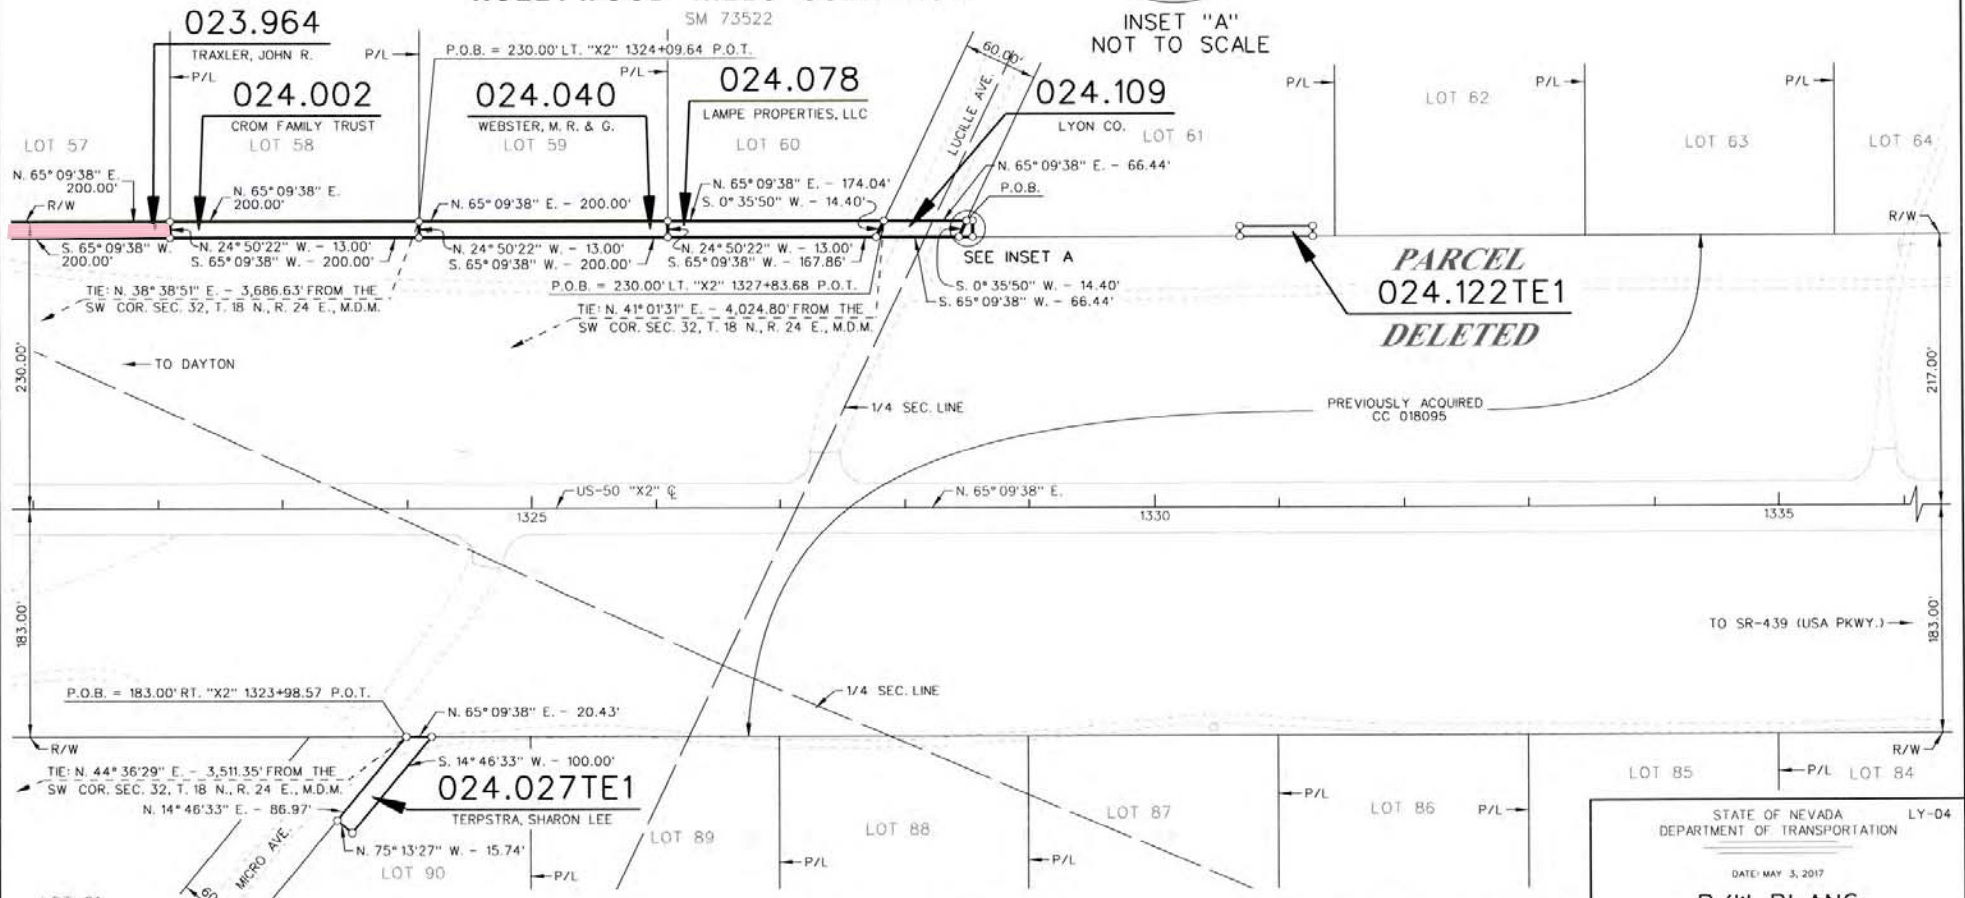 SM 73522
INSET "A"
NOT TO SCALE
023.964
TRAXLER, JOHN R.
P/L
P/L
P.O.B. = 230.00' LT. "X2" 1324+09.64 P.O.T.
P/L
60.00'
LUCILLE AVE.
024.002
CROM FAMILY TRUST
024.040
WEBSTER, M. R. & G.
024.078
LAMPE PROPERTIES, LLC
024.109
LYON CO.
P/L
P/L
P/L
LOT 57
LOT 58
LOT 59
LOT 60
LOT 61
LOT 62
LOT 63
LOT 64
N. 65° 09'38" E.
200.00'
N. 65° 09'38" E.
200.00'
N. 65° 09'38" E. - 200.00'
N. 65° 09'38" E. - 174.04'
S. 0° 35'50" W. - 14.40'
N. 65° 09'38" E. - 66.44'
P.O.B.
R/W
R/W
S. 65° 09'38" W.
200.00'
N. 24° 50'22" W. - 13.00'
S. 65° 09'38" W. - 200.00'
N. 24° 50'22" W. - 13.00'
S. 65° 09'38" W. - 200.00'
N. 24° 50'22" W. - 13.00'
S. 65° 09'38" W. - 167.86'
SEE INSET A
P.O.B. = 230.00' LT. "X2" 1327+83.68 P.O.T.
S. 0° 35'50" W. - 14.40'
S. 65° 09'38" W. - 66.44'
TIE: N. 38° 38'51" E. - 3,686.63' FROM THE
SW COR. SEC. 32, T. 18 N., R. 24 E., M.D.M.
TIE: N. 41° 01'31" E. - 4,024.80' FROM THE
SW COR. SEC. 32, T. 18 N., R. 24 E., M.D.M.
PARCEL
024.122TE1
DELETED
230.00'
TO DAYTON
217.00'
1/4 SEC. LINE
PREVIOUSLY ACQUIRED
CC 018095
US-50 "X2" ℄
N. 65° 09'38" E.
1325
1330
1335
183.00'
TO SR-439 (USA PKWY.)
183.00'
P.O.B. = 183.00' RT. "X2" 1323+98.57 P.O.T.
1/4 SEC. LINE
N. 65° 09'38" E. - 20.43'
R/W
R/W
TIE: N. 44° 36'29" E. - 3,511.35' FROM THE
SW COR. SEC. 32, T. 18 N., R. 24 E., M.D.M.
S. 14° 46'33" W. - 100.00'
024.027TE1
TERPSTRA, SHARON LEE
N. 14° 46'33" E. - 86.97'
N. 75° 13'27" W. - 15.74'
MICRO AVE.
LOT 90
P/L
LOT 89
P/L
LOT 88
P/L
LOT 87
P/L
LOT 86
P/L
LOT 85
P/L
LOT 84
STATE OF NEVADA
DEPARTMENT OF TRANSPORTATION
LY-04
DATE: MAY 3, 2017